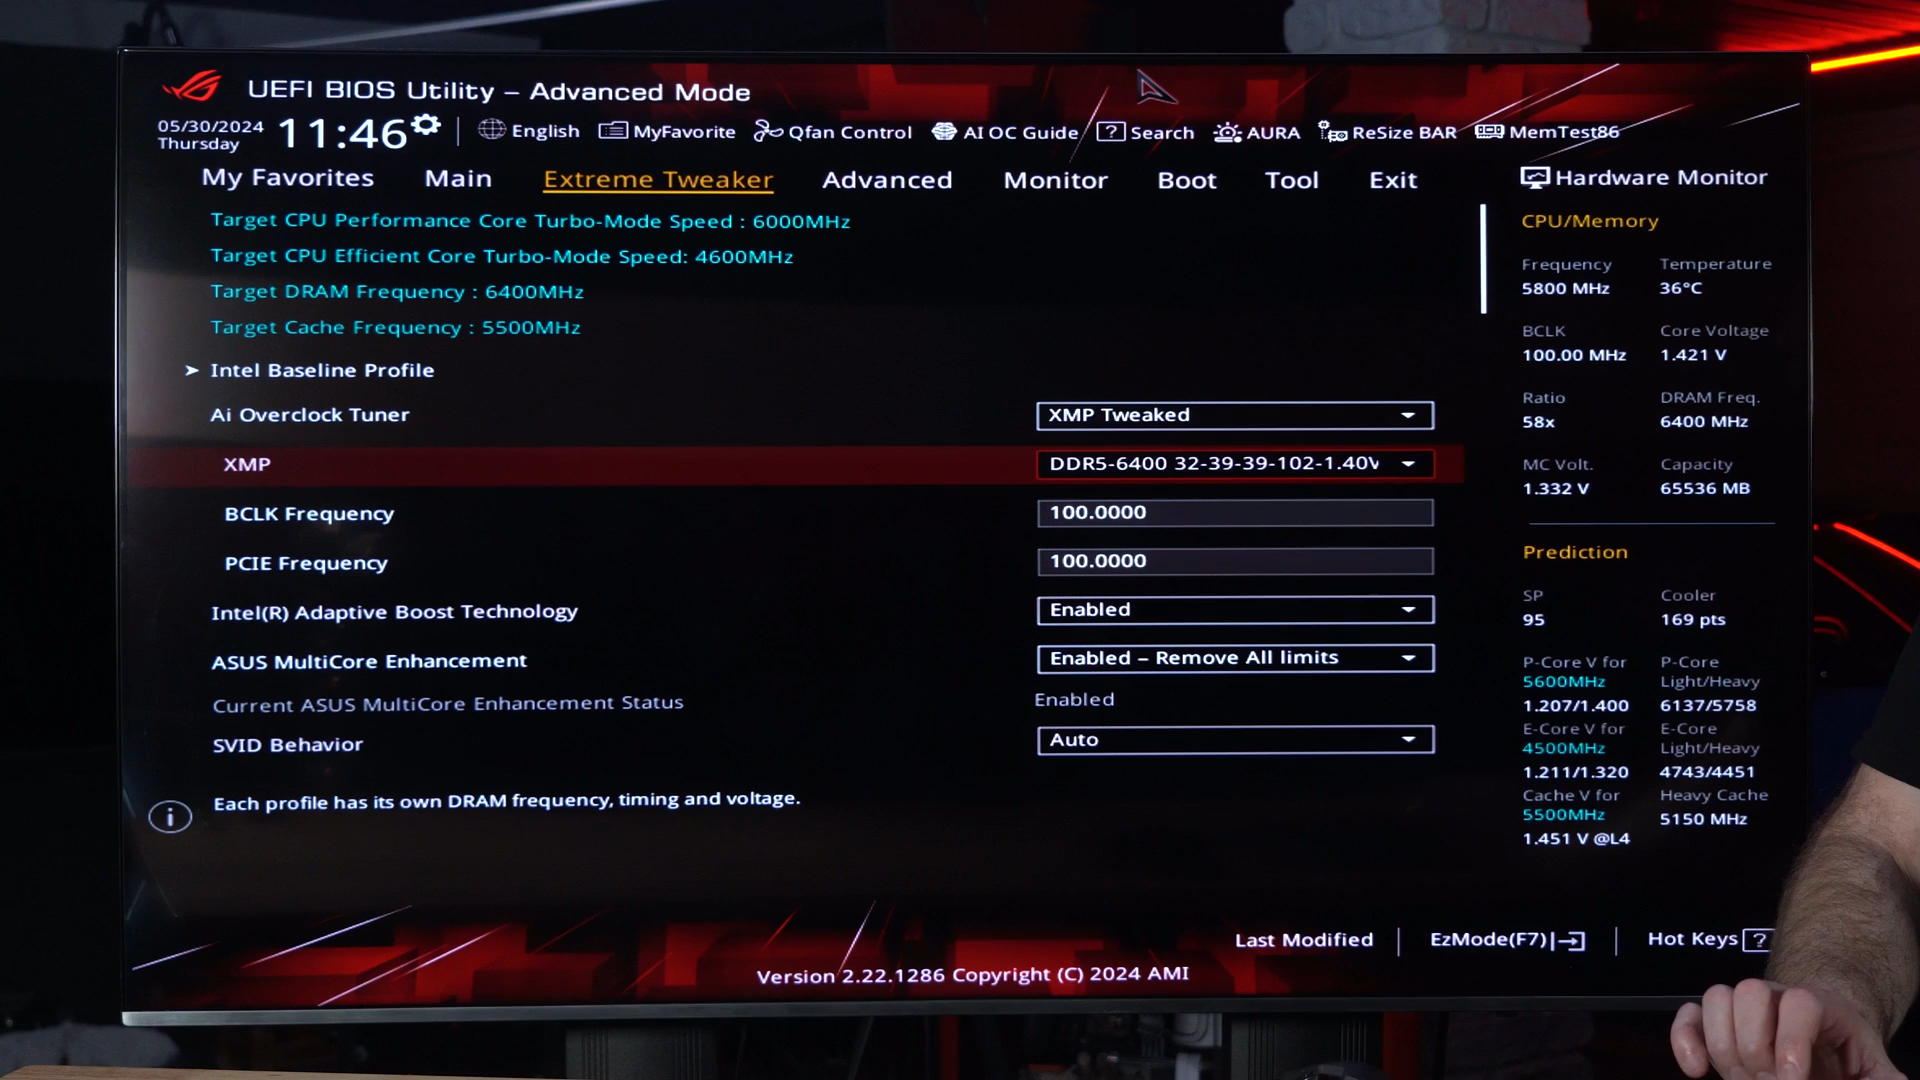 UEFI BIOS Utility – Advanced Mode
05/30/2024
Thursday
11:46
English
MyFavorite
Qfan Control
AI OC Guide
? Search
AURA
ReSize BAR
MemTest86
My Favorites
Main
Extreme Tweaker
Advanced
Monitor
Boot
Tool
Exit
Target CPU Performance Core Turbo-Mode Speed : 6000MHz
Target CPU Efficient Core Turbo-Mode Speed: 4600MHz
Target DRAM Frequency : 6400MHz
Target Cache Frequency : 5500MHz
Intel Baseline Profile
Ai Overclock Tuner
XMP Tweaked
XMP
DDR5-6400 32-39-39-102-1.40V
BCLK Frequency
100.0000
PCIE Frequency
100.0000
Intel(R) Adaptive Boost Technology
Enabled
ASUS MultiCore Enhancement
Enabled – Remove All limits
Current ASUS MultiCore Enhancement Status
Enabled
SVID Behavior
Auto
i
Each profile has its own DRAM frequency, timing and voltage.
Hardware Monitor
CPU/Memory
Frequency
Temperature
5800 MHz
36°C
BCLK
Core Voltage
100.00 MHz
1.421 V
Ratio
DRAM Freq.
58x
6400 MHz
MC Volt.
Capacity
1.332 V
65536 MB
Prediction
SP
Cooler
95
169 pts
P-Core V for
5600MHz
P-Core
Light/Heavy
1.207/1.400
6137/5758
E-Core V for
4500MHz
E-Core
Light/Heavy
1.211/1.320
4743/4451
Cache V for
5500MHz
Heavy Cache
5150 MHz
1.451 V @L4
Last Modified
EzMode(F7)
Hot Keys ?
Version 2.22.1286 Copyright (C) 2024 AMI